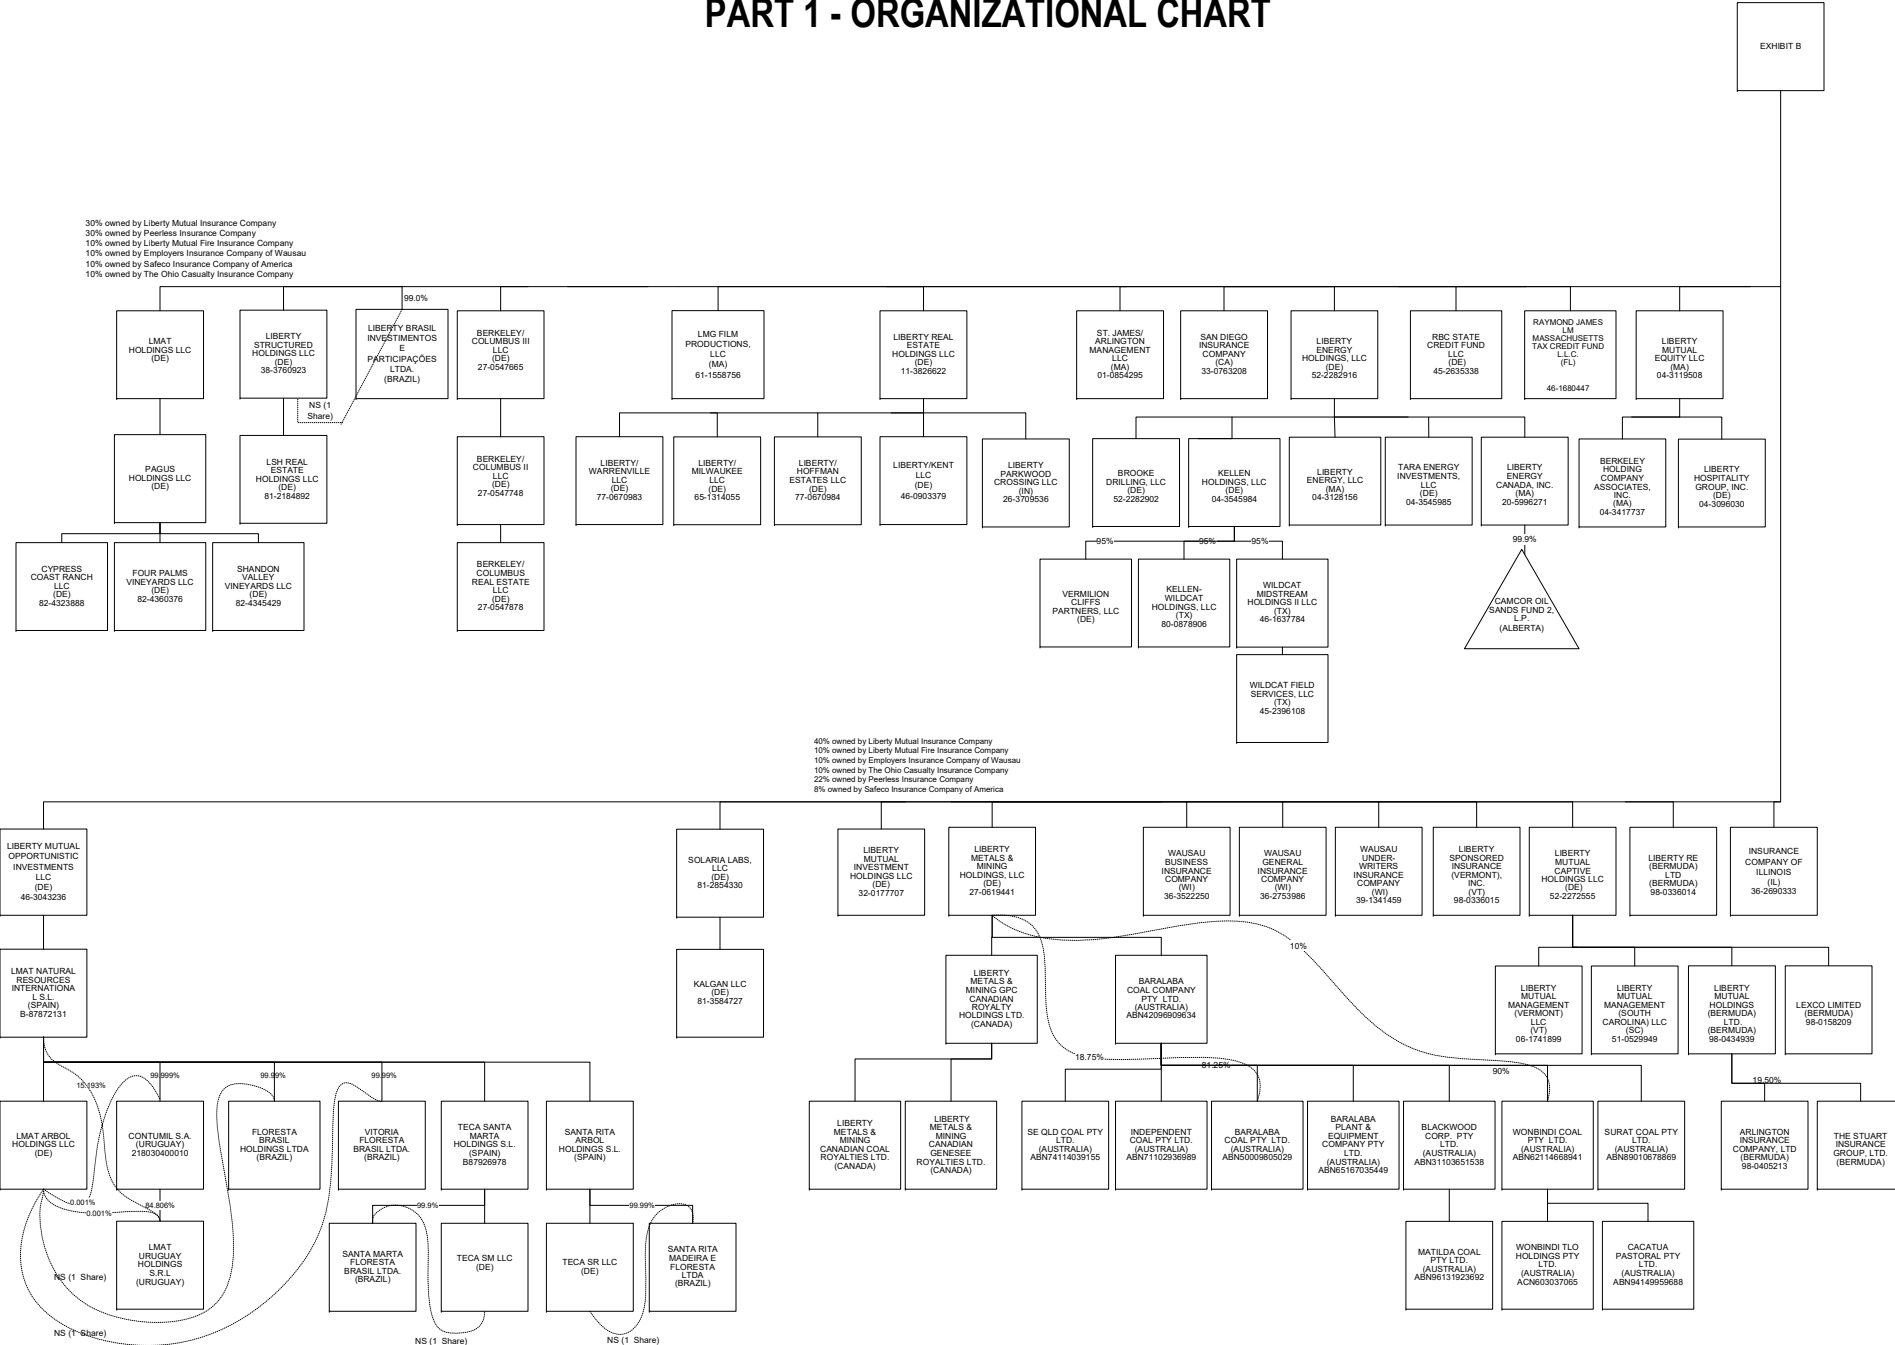 PART 1 - ORGANIZATIONAL CHART
EXHIBIT B
30% owned by Liberty Mutual Insurance Company
30% owned by Peerless Insurance Company
10% owned by Liberty Mutual Fire Insurance Company
10% owned by Employers Insurance Company of Wausau
10% owned by Safeco Insurance Company of America
10% owned by The Ohio Casualty Insurance Company
LMAT
HOLDINGS LLC
(DE)
LIBERTY
STRUCTURED
HOLDINGS LLC
(DE)
38-3760923
99.0%
LIBERTY BRASIL
INVESTIMENTOS
E
PARTICIPAÇÕES
LTDA.
(BRAZIL)
NS (1
Share)
BERKELEY/
COLUMBUS III
LLC
(DE)
27-0547665
LMG FILM
PRODUCTIONS,
LLC
(MA)
61-1558756
LIBERTY REAL
ESTATE
HOLDINGS LLC
(DE)
11-3826622
ST. JAMES/
ARLINGTON
MANAGEMENT
LLC
(MA)
01-0854295
SAN DIEGO
INSURANCE
COMPANY
(CA)
33-0763208
LIBERTY
ENERGY
HOLDINGS, LLC
(DE)
52-2282916
RBC STATE
CREDIT FUND
LLC
(DE)
45-2635338
RAYMOND JAMES
LM
MASSACHUSETTS
TAX CREDIT FUND
L.L.C.
(FL)
46-1680447
LIBERTY
MUTUAL
EQUITY LLC
(MA)
04-3119508
PAGUS
HOLDINGS LLC
(DE)
LSH REAL
ESTATE
HOLDINGS LLC
(DE)
81-2184892
BERKELEY/
COLUMBUS II
LLC
(DE)
27-0547748
LIBERTY/
WARRENVILLE
LLC
(DE)
77-0670983
LIBERTY/
MILWAUKEE
LLC
(DE)
65-1314055
LIBERTY/
HOFFMAN
ESTATES LLC
(DE)
77-0670984
LIBERTY/KENT
LLC
(DE)
46-0903379
LIBERTY
PARKWOOD
CROSSING LLC
(IN)
26-3709536
BROOKE
DRILLING, LLC
(DE)
52-2282902
KELLEN
HOLDINGS, LLC
(DE)
04-3545984
LIBERTY
ENERGY, LLC
(MA)
04-3128156
TARA ENERGY
INVESTMENTS,
LLC
(DE)
04-3545985
LIBERTY
ENERGY
CANADA, INC.
(MA)
20-5996271
BERKELEY
HOLDING
COMPANY
ASSOCIATES,
INC.
(MA)
04-3417737
LIBERTY
HOSPITALITY
GROUP, INC.
(DE)
04-3096030
CYPRESS
COAST RANCH
LLC
(DE)
82-4323888
FOUR PALMS
VINEYARDS LLC
(DE)
82-4360376
SHANDON
VALLEY
VINEYARDS LLC
(DE)
82-4345429
BERKELEY/
COLUMBUS
REAL ESTATE
LLC
(DE)
27-0547878
95%
95%
95%
99.9%
VERMILION
CLIFFS
PARTNERS, LLC
(DE)
KELLEN-
WILDCAT
HOLDINGS, LLC
(TX)
80-0878906
WILDCAT
MIDSTREAM
HOLDINGS II LLC
(TX)
46-1637784
CAMCOR OIL
SANDS FUND 2,
L.P.
(ALBERTA)
WILDCAT FIELD
SERVICES, LLC
(TX)
45-2396108
40% owned by Liberty Mutual Insurance Company
10% owned by Liberty Mutual Fire Insurance Company
10% owned by Employers Insurance Company of Wausau
10% owned by The Ohio Casualty Insurance Company
22% owned by Peerless Insurance Company
8% owned by Safeco Insurance Company of America
LIBERTY MUTUAL
OPPORTUNISTIC
INVESTMENTS
LLC
(DE)
46-3043236
SOLARIA LABS,
LLC
(DE)
81-2854330
LIBERTY
MUTUAL
INVESTMENT
HOLDINGS LLC
(DE)
32-0177707
LIBERTY
METALS &
MINING
HOLDINGS, LLC
(DE)
27-0619441
WAUSAU
BUSINESS
INSURANCE
COMPANY
(WI)
36-3522250
WAUSAU
GENERAL
INSURANCE
COMPANY
(WI)
36-2753986
WAUSAU
UNDER-
WRITERS
INSURANCE
COMPANY
(WI)
39-1341459
LIBERTY
SPONSORED
INSURANCE
(VERMONT),
INC.
(VT)
98-0336015
LIBERTY
MUTUAL
CAPTIVE
HOLDINGS LLC
(DE)
52-2272555
LIBERTY RE
(BERMUDA)
LTD
(BERMUDA)
98-0336014
INSURANCE
COMPANY OF
ILLINOIS
(IL)
36-2690333
LMAT NATURAL
RESOURCES
INTERNATIONA
L S.L.
(SPAIN)
B-87872131
KALGAN LLC
(DE)
81-3584727
LIBERTY
METALS &
MINING GPC
CANADIAN
ROYALTY
HOLDINGS LTD.
(CANADA)
BARALABA
COAL COMPANY
PTY LTD.
(AUSTRALIA)
ABN42096909634
10%
LIBERTY
MUTUAL
MANAGEMENT
(VERMONT)
LLC
(VT)
06-1741899
LIBERTY
MUTUAL
MANAGEMENT
(SOUTH
CAROLINA) LLC
(SC)
51-0529949
LIBERTY
MUTUAL
HOLDINGS
(BERMUDA)
LTD.
(BERMUDA)
98-0434939
LEXCO LIMITED
(BERMUDA)
98-0158209
15.193%
99.999%
99.99%
99.99%
18.75%
81.25%
90%
19.50%
LMAT ARBOL
HOLDINGS LLC
(DE)
CONTUMIL S.A.
(URUGUAY)
218030400010
FLORESTA
BRASIL
HOLDINGS LTDA
(BRAZIL)
VITORIA
FLORESTA
BRASIL LTDA.
(BRAZIL)
TECA SANTA
MARTA
HOLDINGS S.L.
(SPAIN)
B87926978
SANTA RITA
ARBOL
HOLDINGS S.L.
(SPAIN)
LIBERTY
METALS &
MINING
CANADIAN COAL
ROYALTIES LTD.
(CANADA)
LIBERTY
METALS &
MINING
CANADIAN
GENESEE
ROYALTIES LTD.
(CANADA)
SE QLD COAL PTY
LTD.
(AUSTRALIA)
ABN74114039155
INDEPENDENT
COAL PTY LTD.
(AUSTRALIA)
ABN71102936989
BARALABA
COAL PTY LTD.
(AUSTRALIA)
ABN50009805029
BARALABA
PLANT &
EQUIPMENT
COMPANY PTY
LTD.
(AUSTRALIA)
ABN65167035449
BLACKWOOD
CORP. PTY
LTD.
(AUSTRALIA)
ABN31103651538
WONBINDI COAL
PTY LTD.
(AUSTRALIA)
ABN62114668941
SURAT COAL PTY
LTD.
(AUSTRALIA)
ABN89010678869
ARLINGTON
INSURANCE
COMPANY, LTD
(BERMUDA)
98-0405213
THE STUART
INSURANCE
GROUP, LTD.
(BERMUDA)
0.001%
0.001%
84.806%
99.9%
99.99%
LMAT
URUGUAY
HOLDINGS
S.R.L
(URUGUAY)
SANTA MARTA
FLORESTA
BRASIL LTDA.
(BRAZIL)
TECA SM LLC
(DE)
TECA SR LLC
(DE)
SANTA RITA
MADEIRA E
FLORESTA
LTDA
(BRAZIL)
MATILDA COAL
PTY LTD.
(AUSTRALIA)
ABN96131923692
WONBINDI TLO
HOLDINGS PTY
LTD.
(AUSTRALIA)
ACN603037065
CACATUA
PASTORAL PTY
LTD.
(AUSTRALIA)
ABN94149959688
NS (1 Share)
NS (1 Share)
NS (1 Share)
NS (1 Share)